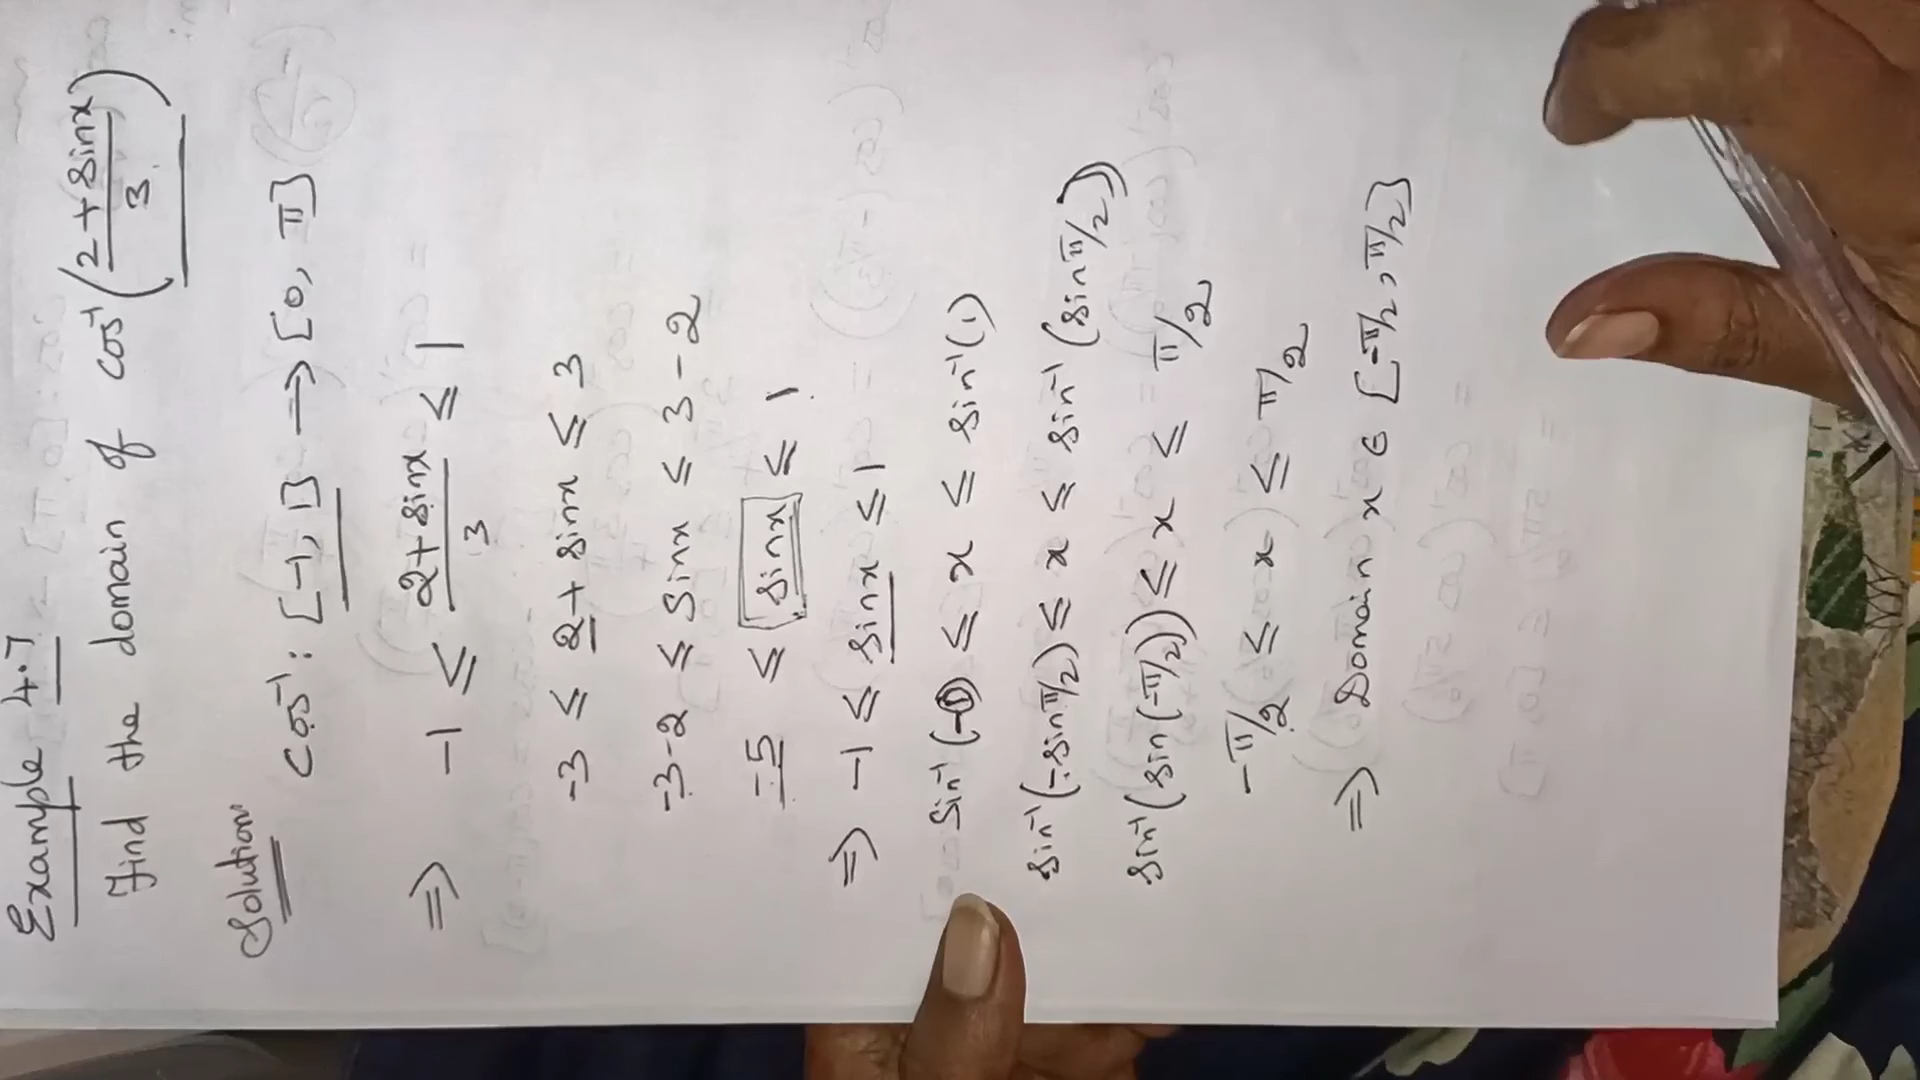 Example 4.7
Find the domain of cos⁻¹(2+sinx/3)
Solution
cos⁻¹: [-1, 1] → [0, π]
⇒ -1 ≤ 2+sinx/3 ≤ 1
-3 ≤ 2+sinx ≤ 3
-3-2 ≤ sinx ≤ 3-2
-5 ≤ sinx ≤ 1
⇒ -1 ≤ sinx ≤ 1
sin⁻¹(-1) ≤ x ≤ sin⁻¹(1)
sin⁻¹(-sin π/2) ≤ x ≤ sin⁻¹(sin π/2)
sin⁻¹(sin(-π/2)) ≤ x ≤ π/2
-π/2 ≤ x ≤ π/2
⇒ Domain x ∈ [-π/2, π/2]